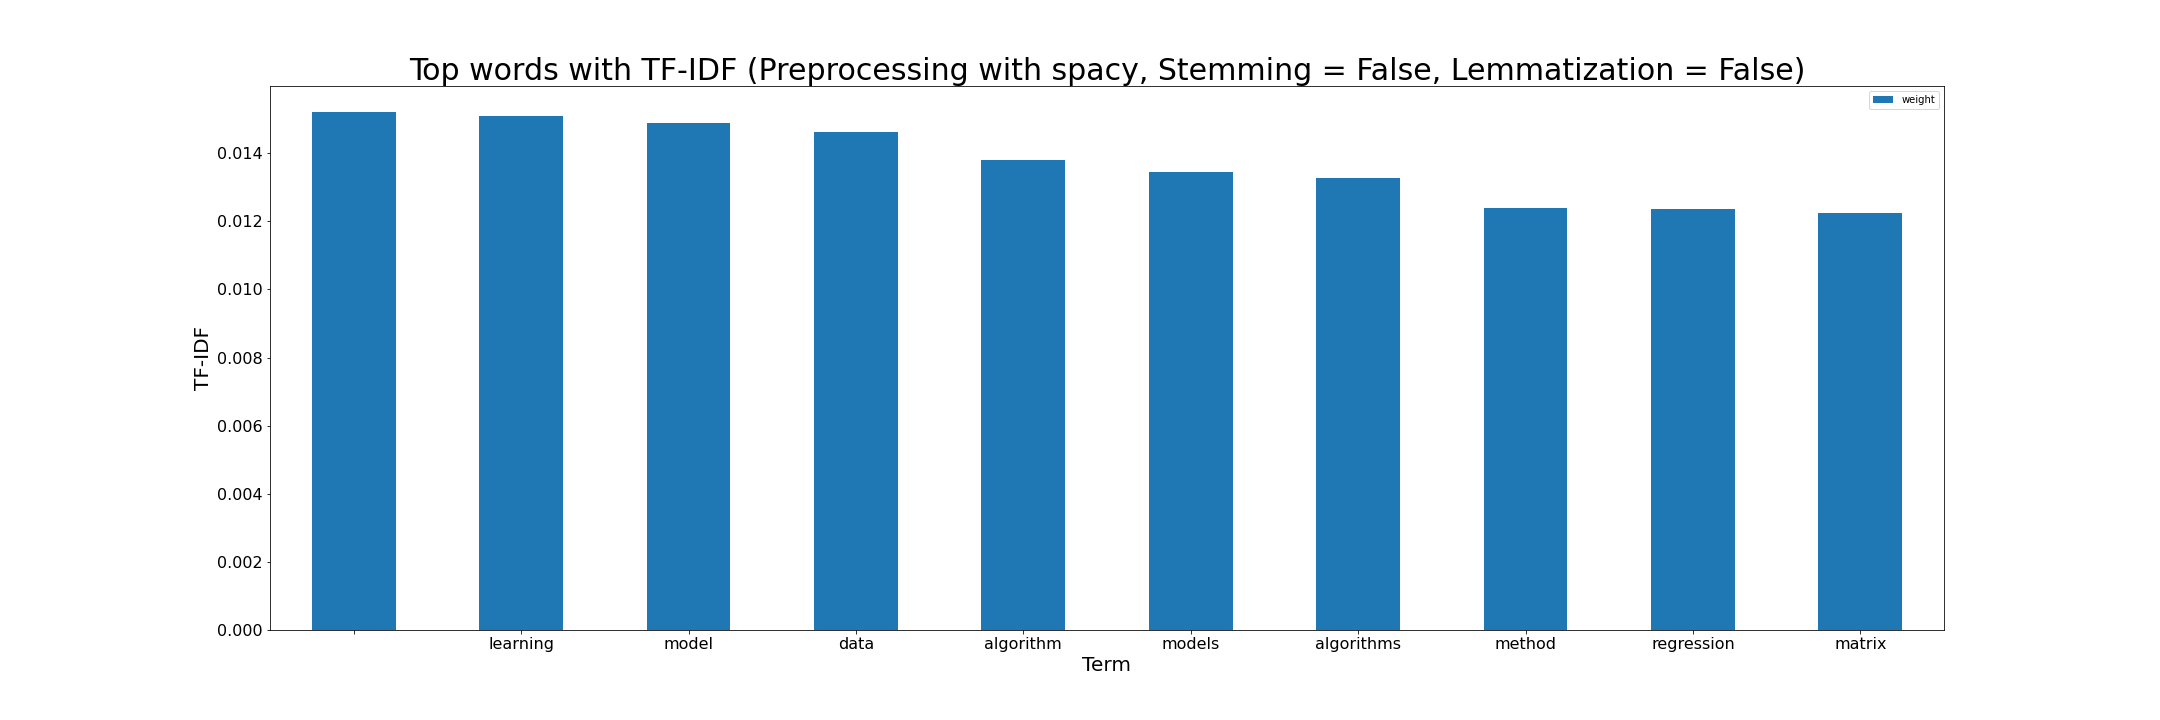 Top words with TF-IDF (Preprocessing with spacy, Stemming = False, Lemmatization = False)
weight
0.014
0.012
0.010
0.008
0.006
0.004
0.002
0.000
TF-IDF
learning model data algorithm models algorithms method regression matrix
Term